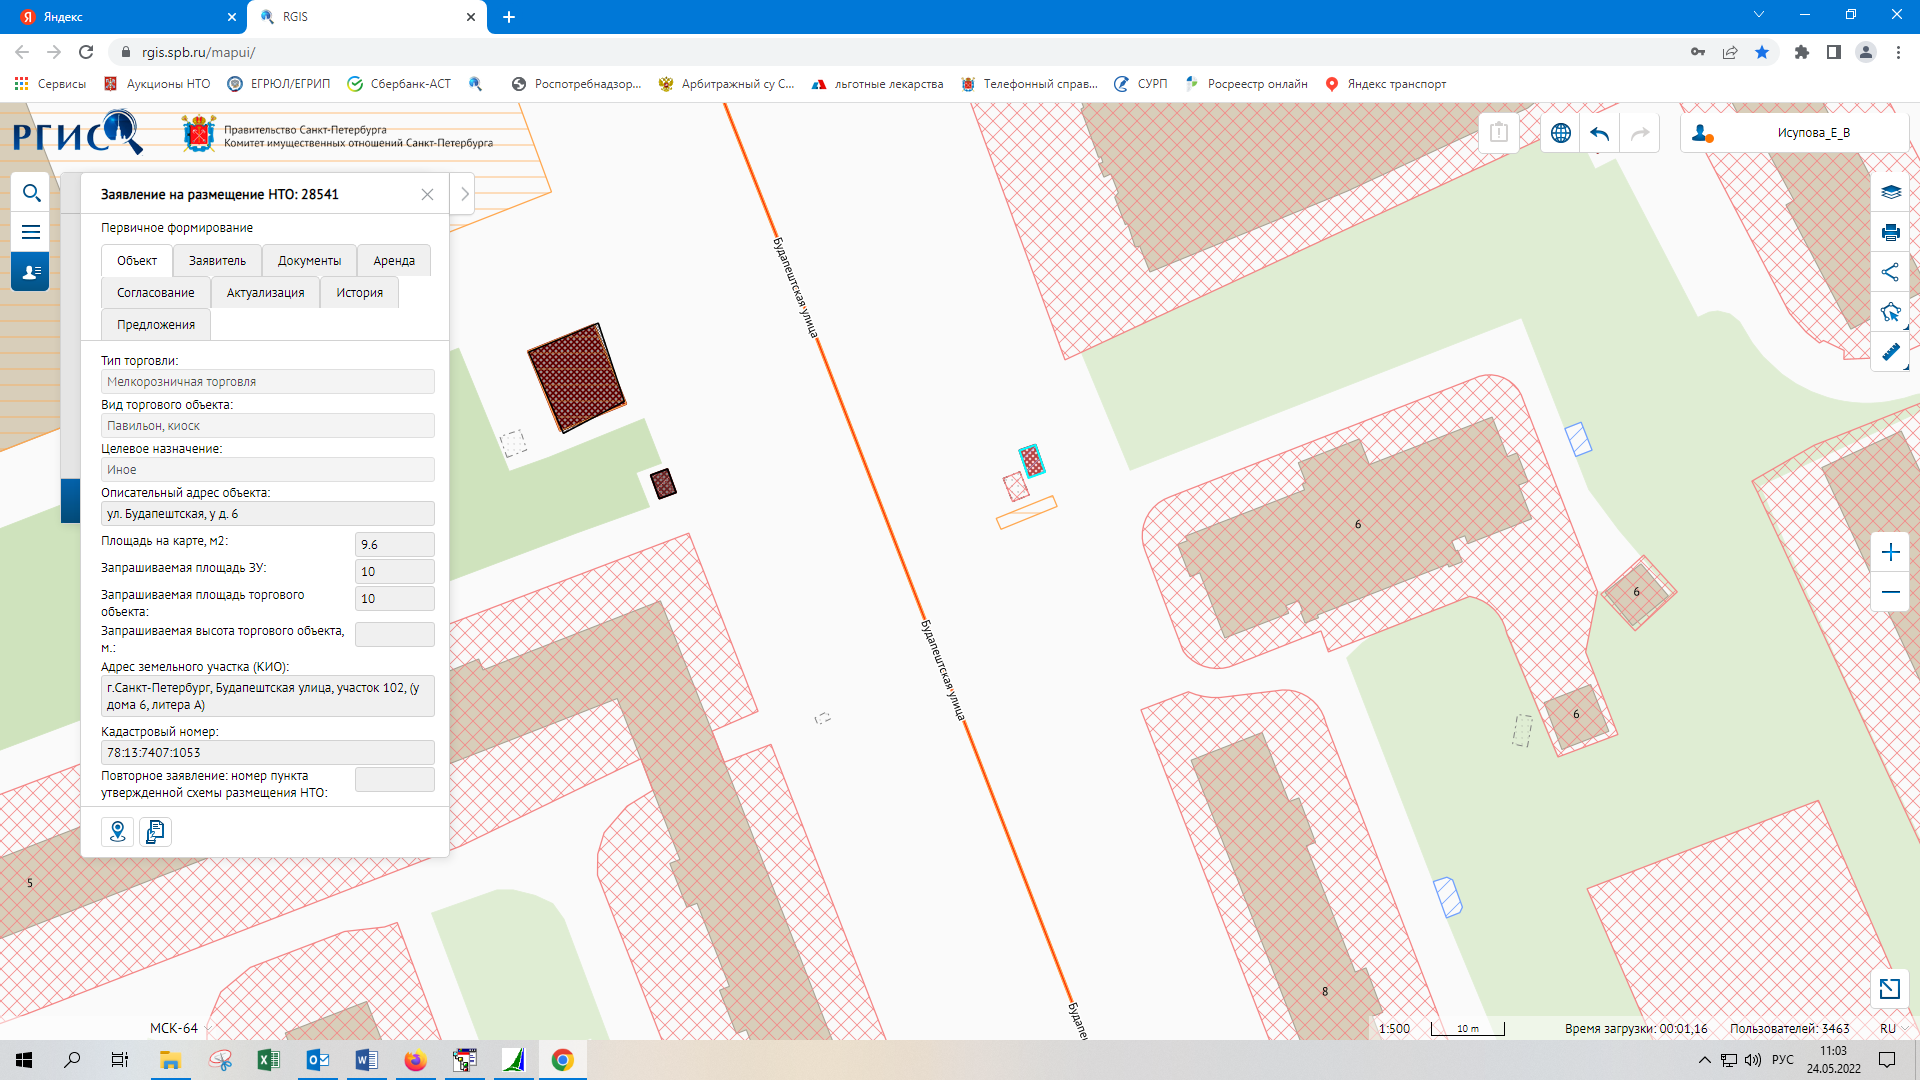 Яндекс
RGIS
rgis.spb.ru/mapui/
Сервисы
Аукционы НТО
ЕГРЮЛ/ЕГРИП
Сбербанк-АСТ
Роспотребнадзор...
Арбитражный су С...
льготные лекарства
Телефонный справ...
СУРП
Росреестр онлайн
Яндекс транспорт
РГИС
Правительство Санкт-Петербурга
Комитет имущественных отношений Санкт-Петербурга
Исупова_Е_В
Заявление на размещение НТО: 28541
Первичное формирование
Объект
Заявитель
Документы
Аренда
Согласование
Актуализация
История
Предложения
Тип торговли:
Мелкорозничная торговля
Вид торгового объекта:
Павильон, киоск
Целевое назначение:
Иное
Описательный адрес объекта:
ул. Будапештская, у д. 6
Площадь на карте, м2:
9.6
Запрашиваемая площадь ЗУ:
10
Запрашиваемая площадь торгового
объекта:
10
Запрашиваемая высота торгового объекта,
м.:
Адрес земельного участка (КИО):
г.Санкт-Петербург, Будапештская улица, участок 102, (у
дома 6, литера А)
Кадастровый номер:
78:13:7407:1053
Повторное заявление: номер пункта
утвержденной схемы размещения НТО:
Будапештская улица
Будапештская улица
Будапе
6
6
6
5
8
МСК-64
1:500
10 m
Время загрузки: 00:01,16
Пользователей: 3463
RU
РУС
11:03
24.05.2022